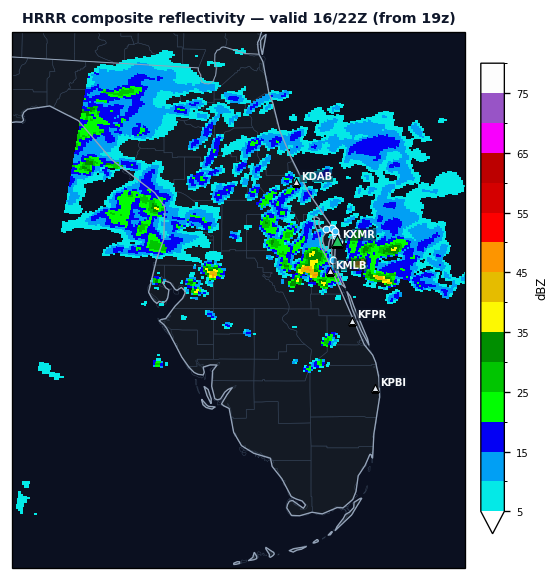 HRRR composite reflectivity — valid 16/22Z (from 19z)
KDAB
KXMR
KMLB
KFPR
KPBI
75
65
55
45
35
25
15
5
dBZ